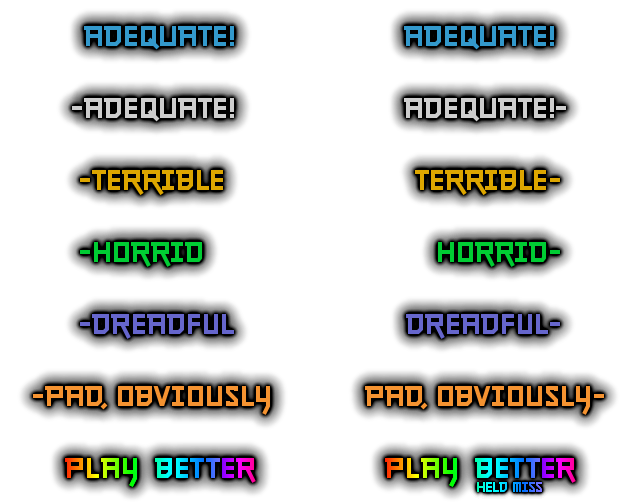 ADEQUATE! ADEQUATE!
-ADEQUATE! ADEQUATE!-
-TERRIBLE TERRIBLE-
-HORRID HORRID-
-DREADFUL DREADFUL-
-PAD, OBVIOUSLY PAD, OBVIOUSLY-
PLAY BETTER PLAY BETTER
HELD MISS